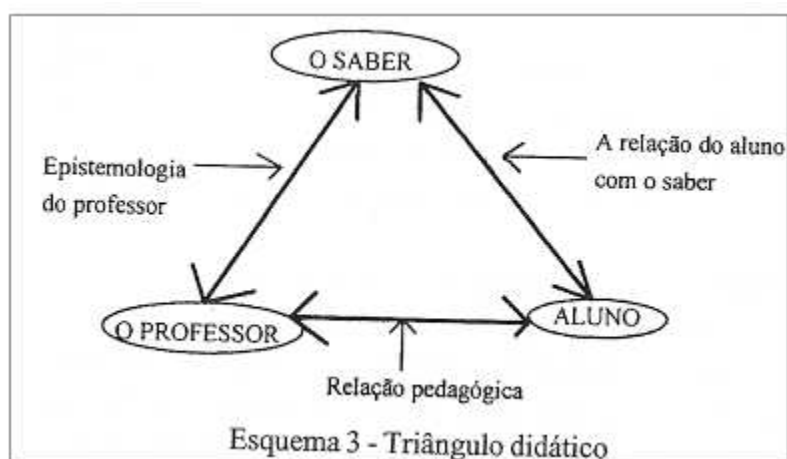 O SABER
Epistemologia
do professor
A relação do aluno
com o saber
O PROFESSOR
ALUNO
Relação pedagógica
Esquema 3 - Triângulo didático